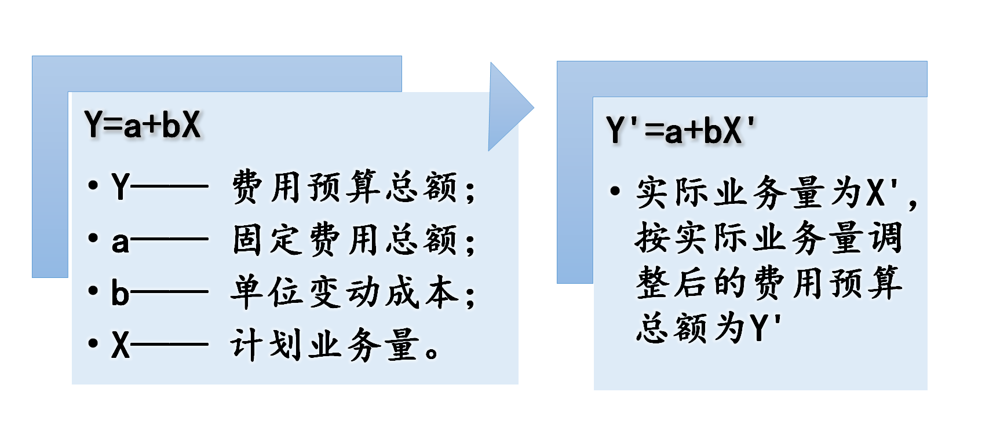 Y=a+bX
• Y—— 费用预算总额；
• a—— 固定费用总额；
• b—— 单位变动成本；
• X—— 计划业务量。
Y'=a+bX'
• 实际业务量为X'，
按实际业务量调
整后的费用预算
总额为Y'